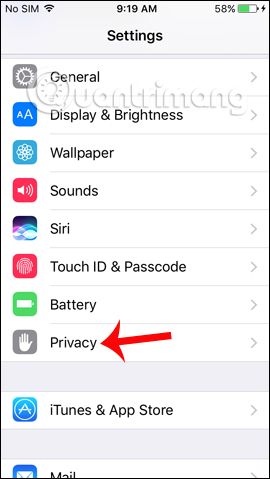 No SIM 9:19 AM 58%
Settings
General
Quantrimang
AA Display & Brightness
Wallpaper
Sounds
Siri
Touch ID & Passcode
Battery
Privacy
iTunes & App Store
Mail